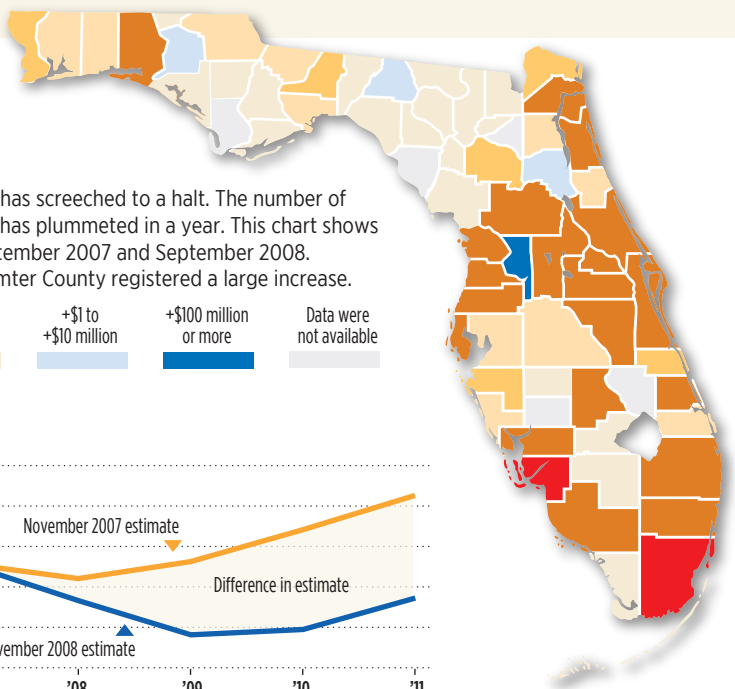 has screeched to a halt. The number of
has plummeted in a year. This chart shows
tember 2007 and September 2008.
mter County registered a large increase.
+$1 to
+$10 million
+$100 million
or more
Data were
not available
November 2007 estimate
Difference in estimate
vember 2008 estimate
'08 '09 '10 '11